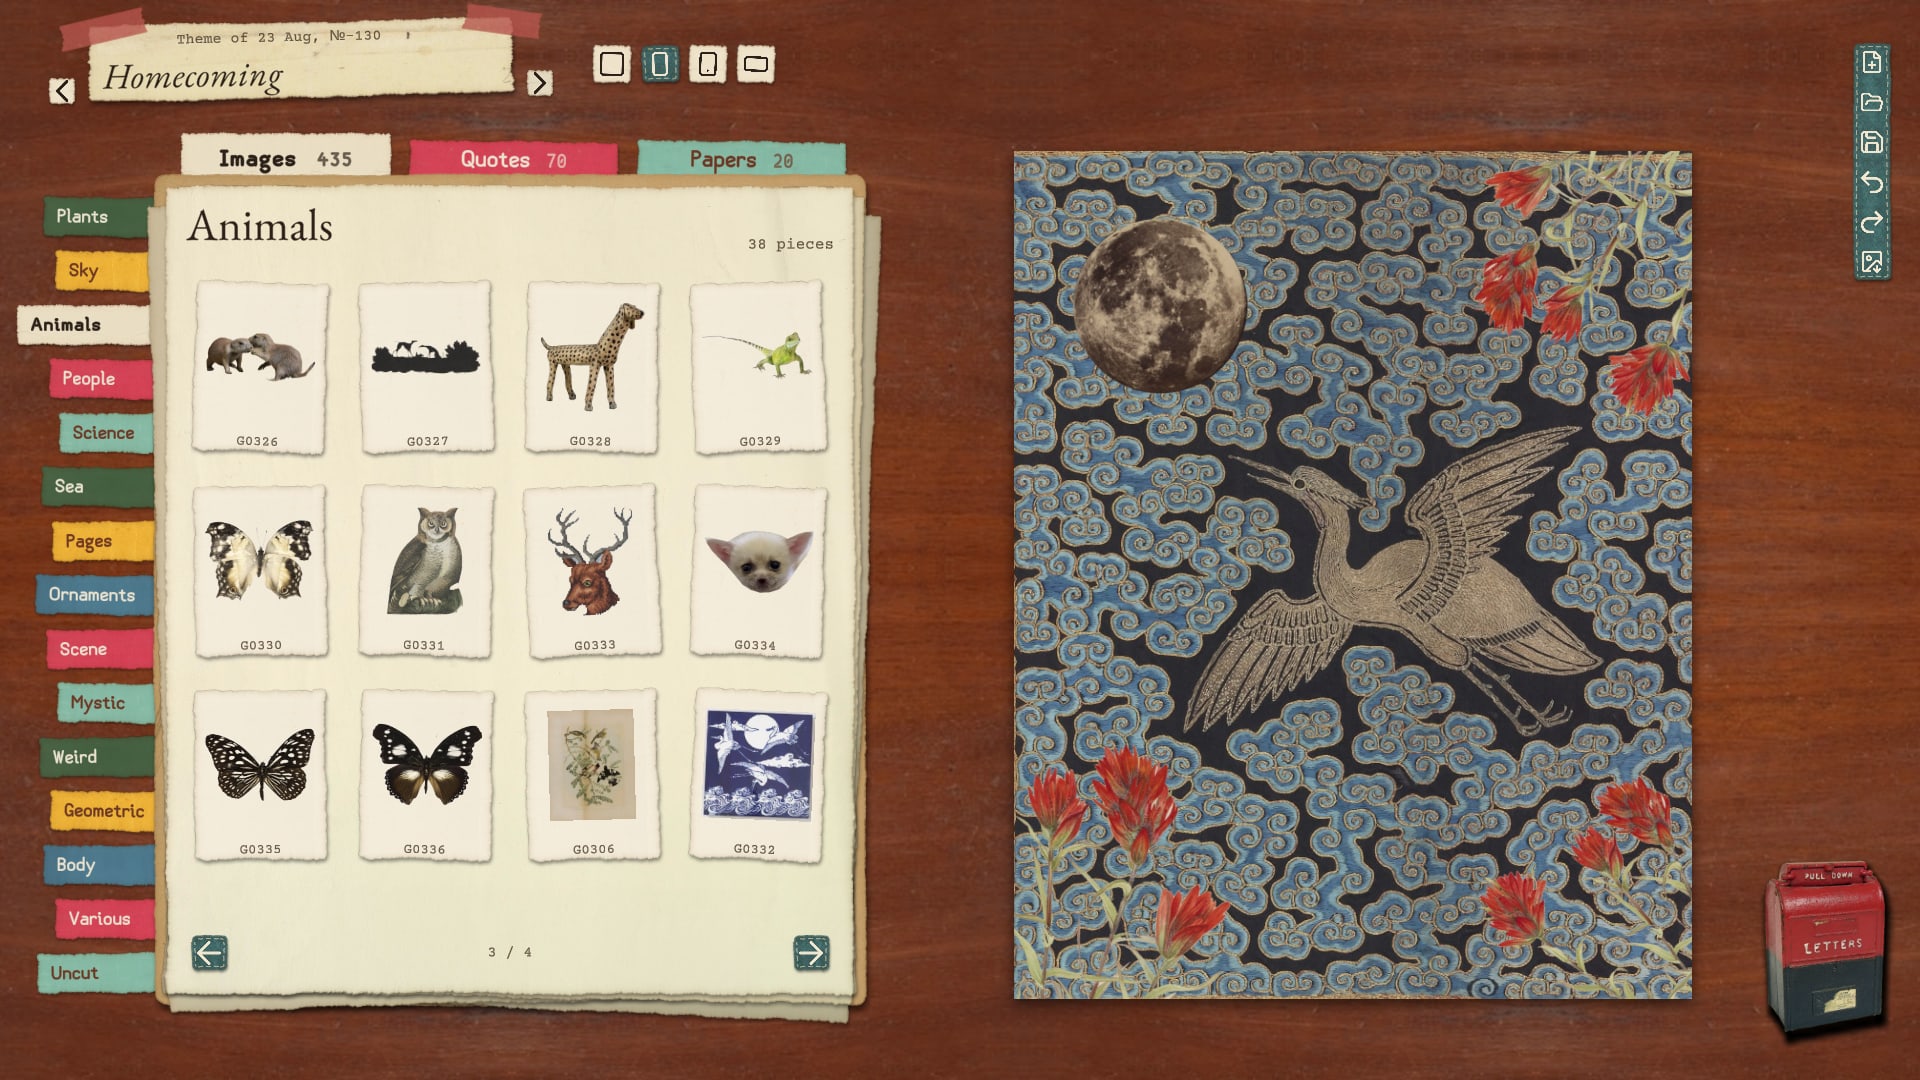 Theme of 23 Aug, №-130
Homecoming
Images 435
Quotes 70
Papers 20
Plants
Sky
Animals
People
Science
Sea
Pages
Ornaments
Scene
Mystic
Weird
Geometric
Body
Various
Uncut
Animals
38 pieces
G0326
G0327
G0328
G0329
G0330
G0331
G0333
G0334
G0335
G0336
G0306
G0332
3 / 4
PULL DOWN
LETTERS